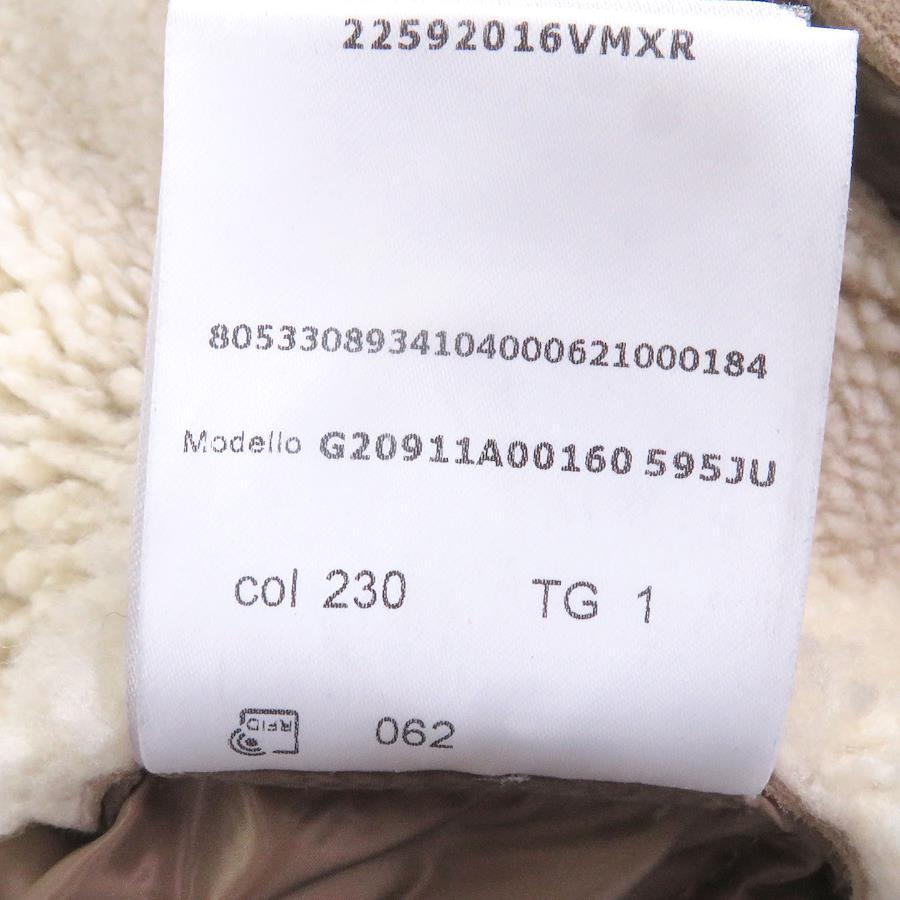 22592016VMXR
8053308934104000621000184
Modello G20911A00160 595JU
col 230 TG 1
RFID 062